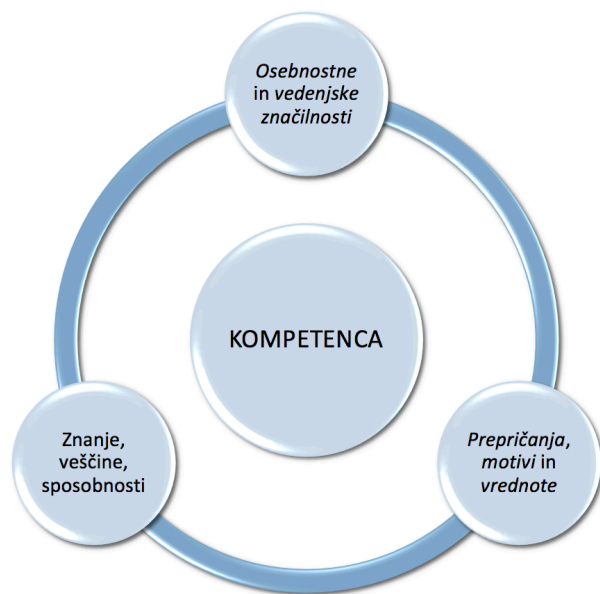 Osebnostne
in vedenjske
značilnosti
KOMPETENCA
Znanje,
veščine,
sposobnosti
Prepričanja,
motivi in
vrednote